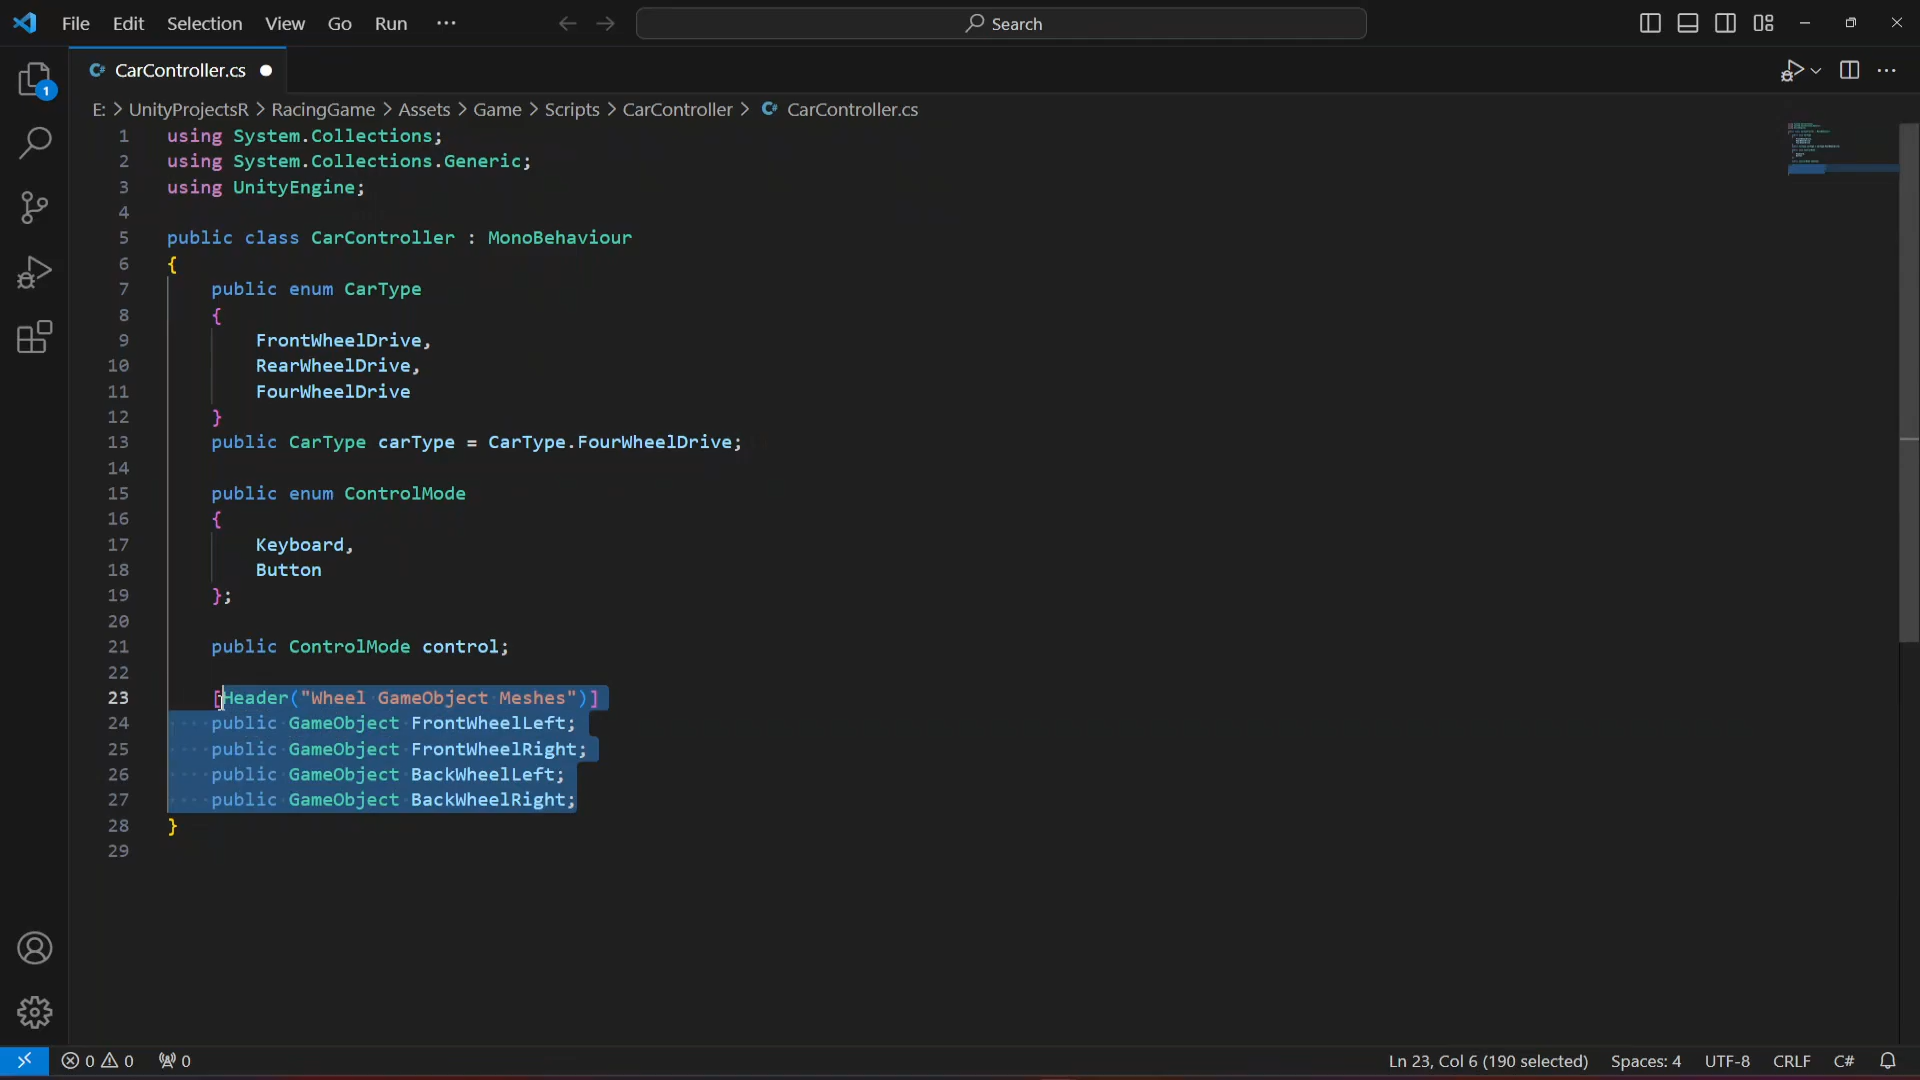 File Edit Selection View Go Run ··· Search
CarController.cs
E: > UnityProjectsR > RacingGame > Assets > Game > Scripts > CarController > CarController.cs
1 using System.Collections;
2 using System.Collections.Generic;
3 using UnityEngine;
4
5 public class CarController : MonoBehaviour
6 {
7 public enum CarType
8 {
9 FrontWheelDrive,
10 RearWheelDrive,
11 FourWheelDrive
12 }
13 public CarType carType = CarType.FourWheelDrive;
14
15 public enum ControlMode
16 {
17 Keyboard,
18 Button
19 };
20
21 public ControlMode control;
22
23 [Header("Wheel GameObject Meshes")]
24 public GameObject FrontWheelLeft;
25 public GameObject FrontWheelRight;
26 public GameObject BackWheelLeft;
27 public GameObject BackWheelRight;
28 }
29
1
0 0 0 Ln 23, Col 6 (190 selected) Spaces: 4 UTF-8 CRLF C#